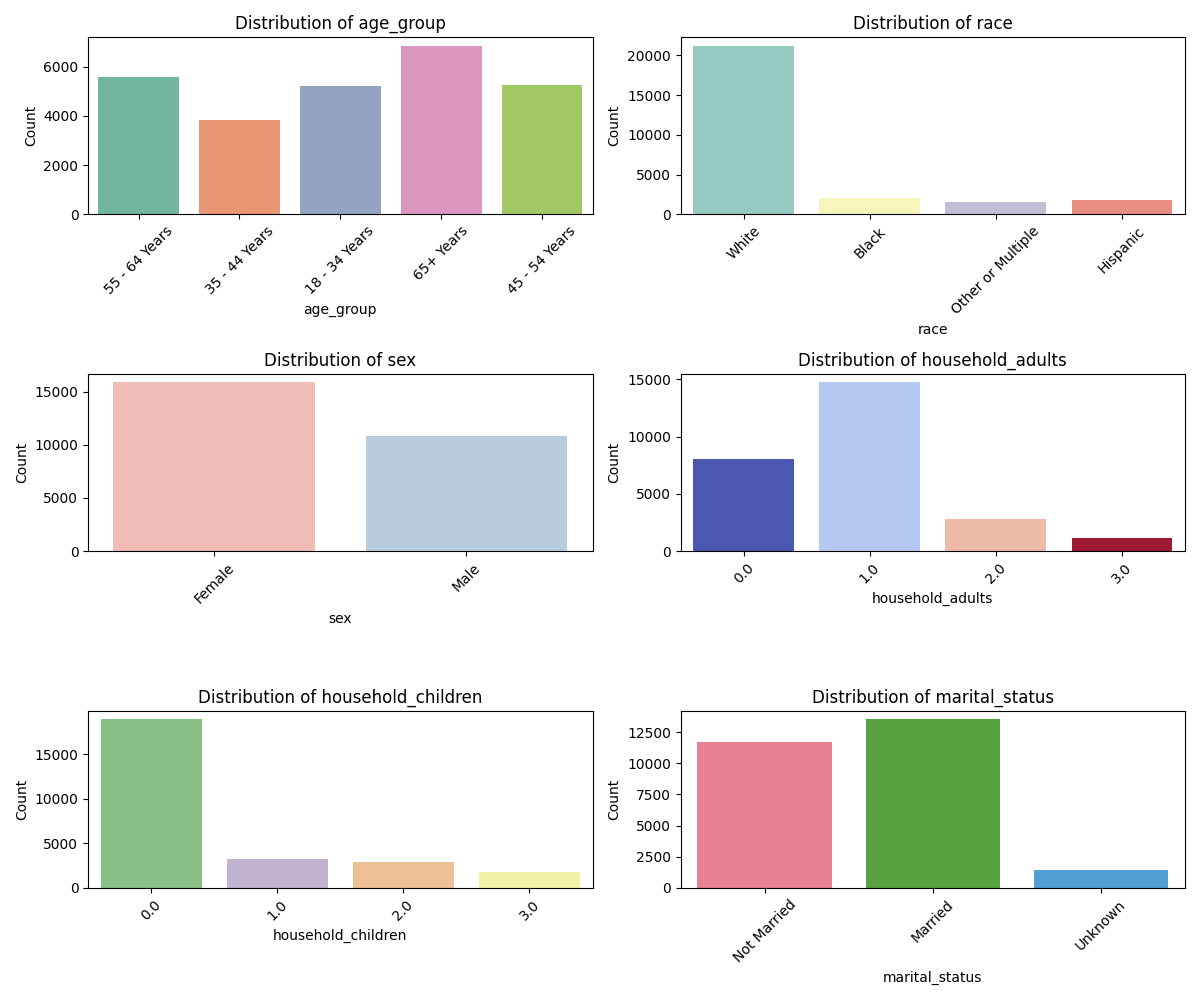 Distribution of age_group
Count
6000
4000
2000
0
55 - 64 Years
35 - 44 Years
18 - 34 Years
65+ Years
45 - 54 Years
age_group
Distribution of race
Count
20000
15000
10000
5000
0
White
Black
Other or Multiple
Hispanic
race
Distribution of sex
Count
15000
10000
5000
0
Female
Male
sex
Distribution of household_adults
Count
15000
10000
5000
0
0.0
1.0
2.0
3.0
household_adults
Distribution of household_children
Count
15000
10000
5000
0
0.0
1.0
2.0
3.0
household_children
Distribution of marital_status
Count
12500
10000
7500
5000
2500
0
Not Married
Married
Unknown
marital_status